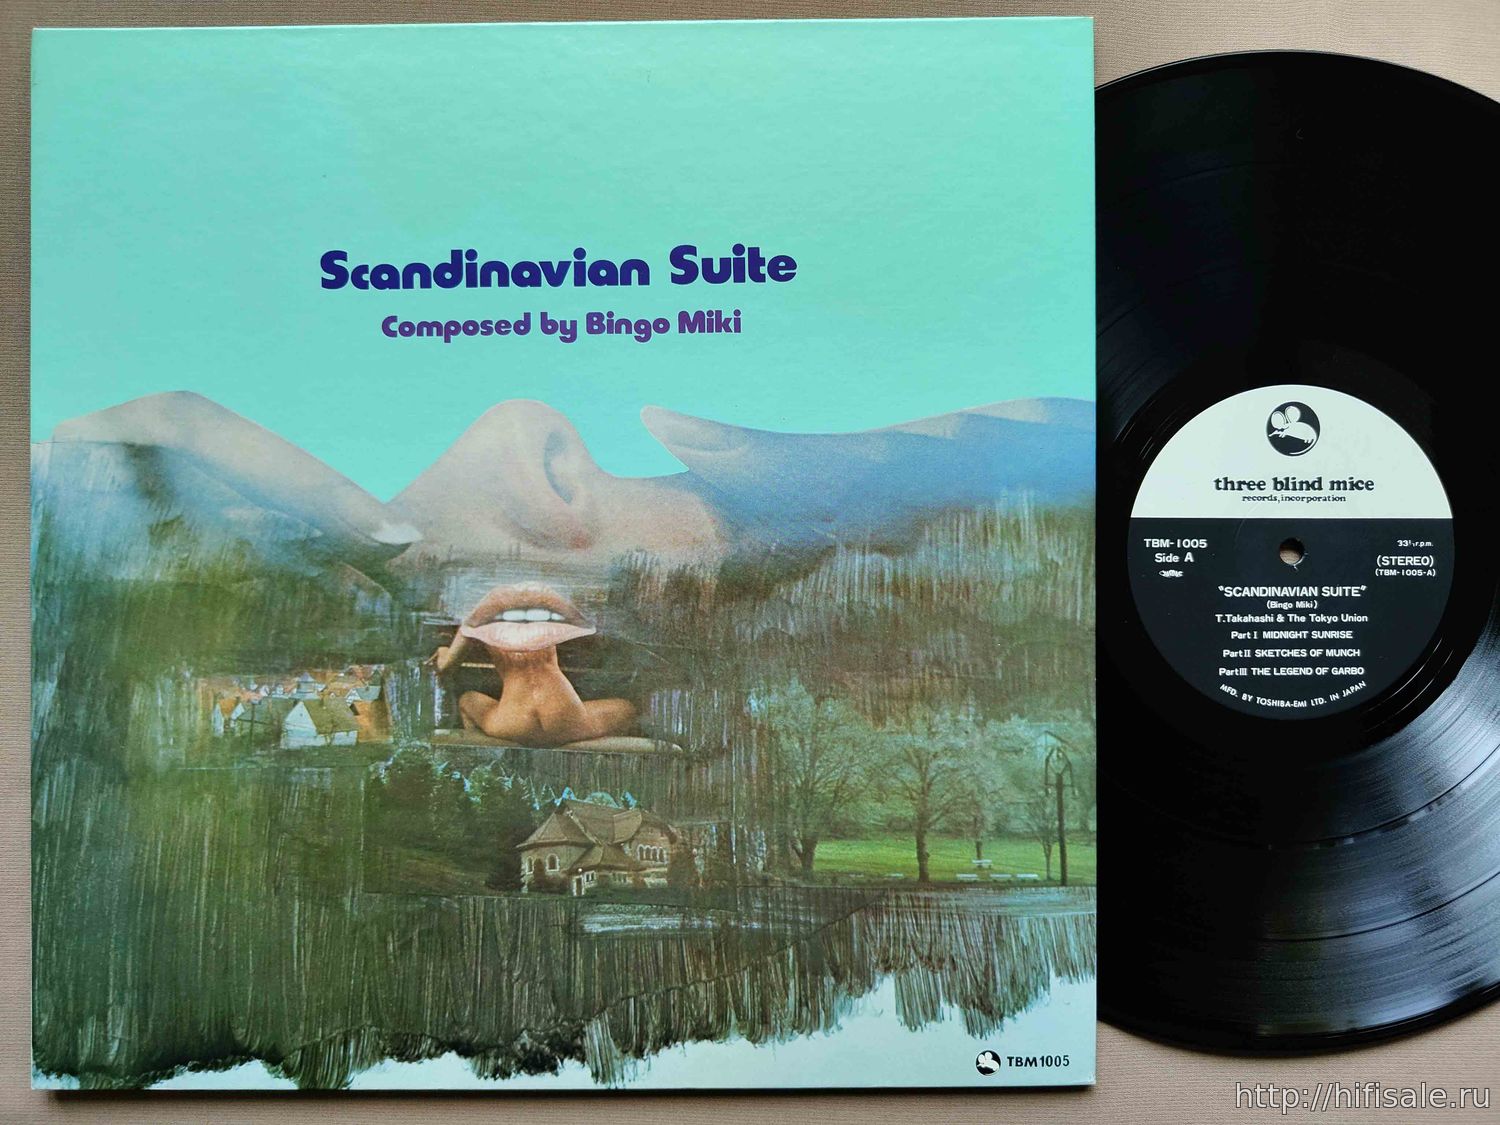 Scandinavian Suite
Composed by Bingo Miki
TBM1005
three blind mice
records, incorporation
TBM-1005
Side A
33⅓ r.p.m.
(STEREO)
(TBM-1005-A)
"SCANDINAVIAN SUITE"
(Bingo Miki)
T.Takahashi & The Tokyo Union
Part I MIDNIGHT SUNRISE
Part II SKETCHES OF MUNCH
Part III THE LEGEND OF GARBO
MFD. BY TOSHIBA-EMI LTD. IN JAPAN
http://hifisale.ru